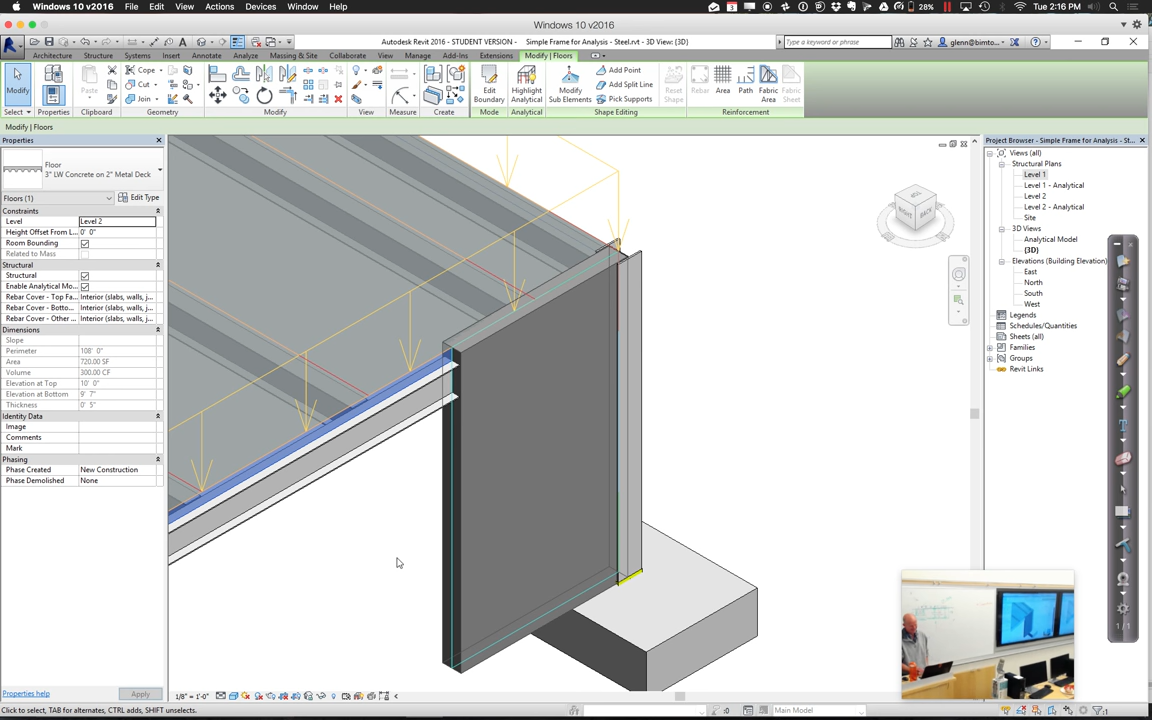 Windows 10 v2016 File Edit View Actions Devices Window Help 28% Tue 2:16 PM
Windows 10 v2016
Autodesk Revit 2016 - STUDENT VERSION - Simple Frame for Analysis - Steel.rvt - 3D View: {3D} Type a keyword or phrase glenn@bimto...
Architecture Structure Systems Insert Annotate Analyze Massing & Site Collaborate View Manage Add-Ins Extensions Modify | Floors
Modify Paste Cope Cut Join Edit Boundary Highlight Analytical Modify Sub Elements Add Point Add Split Line Pick Supports Reset Shape Rebar Area Path Fabric Area Fabric Sheet
Select Properties Clipboard Geometry Modify View Measure Create Mode Analytical Shape Editing Reinforcement
Modify | Floors
Properties
Floor
3" LW Concrete on 2" Metal Deck
Floors (1) Edit Type
Constraints
Level Level 2
Height Offset From L... 0' 0"
Room Bounding
Related to Mass
Structural
Structural
Enable Analytical Mo...
Rebar Cover - Top Fa... Interior (slabs, walls, j...
Rebar Cover - Botto... Interior (slabs, walls, j...
Rebar Cover - Other ... Interior (slabs, walls, j...
Dimensions
Slope
Perimeter 108' 0"
Area 720.00 SF
Volume 300.00 CF
Elevation at Top 10' 0"
Elevation at Bottom 9' 7"
Thickness 0' 5"
Identity Data
Image
Comments
Mark
Phasing
Phase Created New Construction
Phase Demolished None
Properties help Apply
TOP
RIGHT BACK
Project Browser - Simple Frame for Analysis - St...
Views (all)
Structural Plans
Level 1
Level 1 - Analytical
Level 2
Level 2 - Analytical
Site
3D Views
Analytical Model
{3D}
Elevations (Building Elevation)
East
North
South
West
Legends
Schedules/Quantities
Sheets (all)
Families
Groups
Revit Links
1 / 1
1/8" = 1'-0"
Click to select, TAB for alternates, CTRL adds, SHIFT unselects. :0 Main Model :1